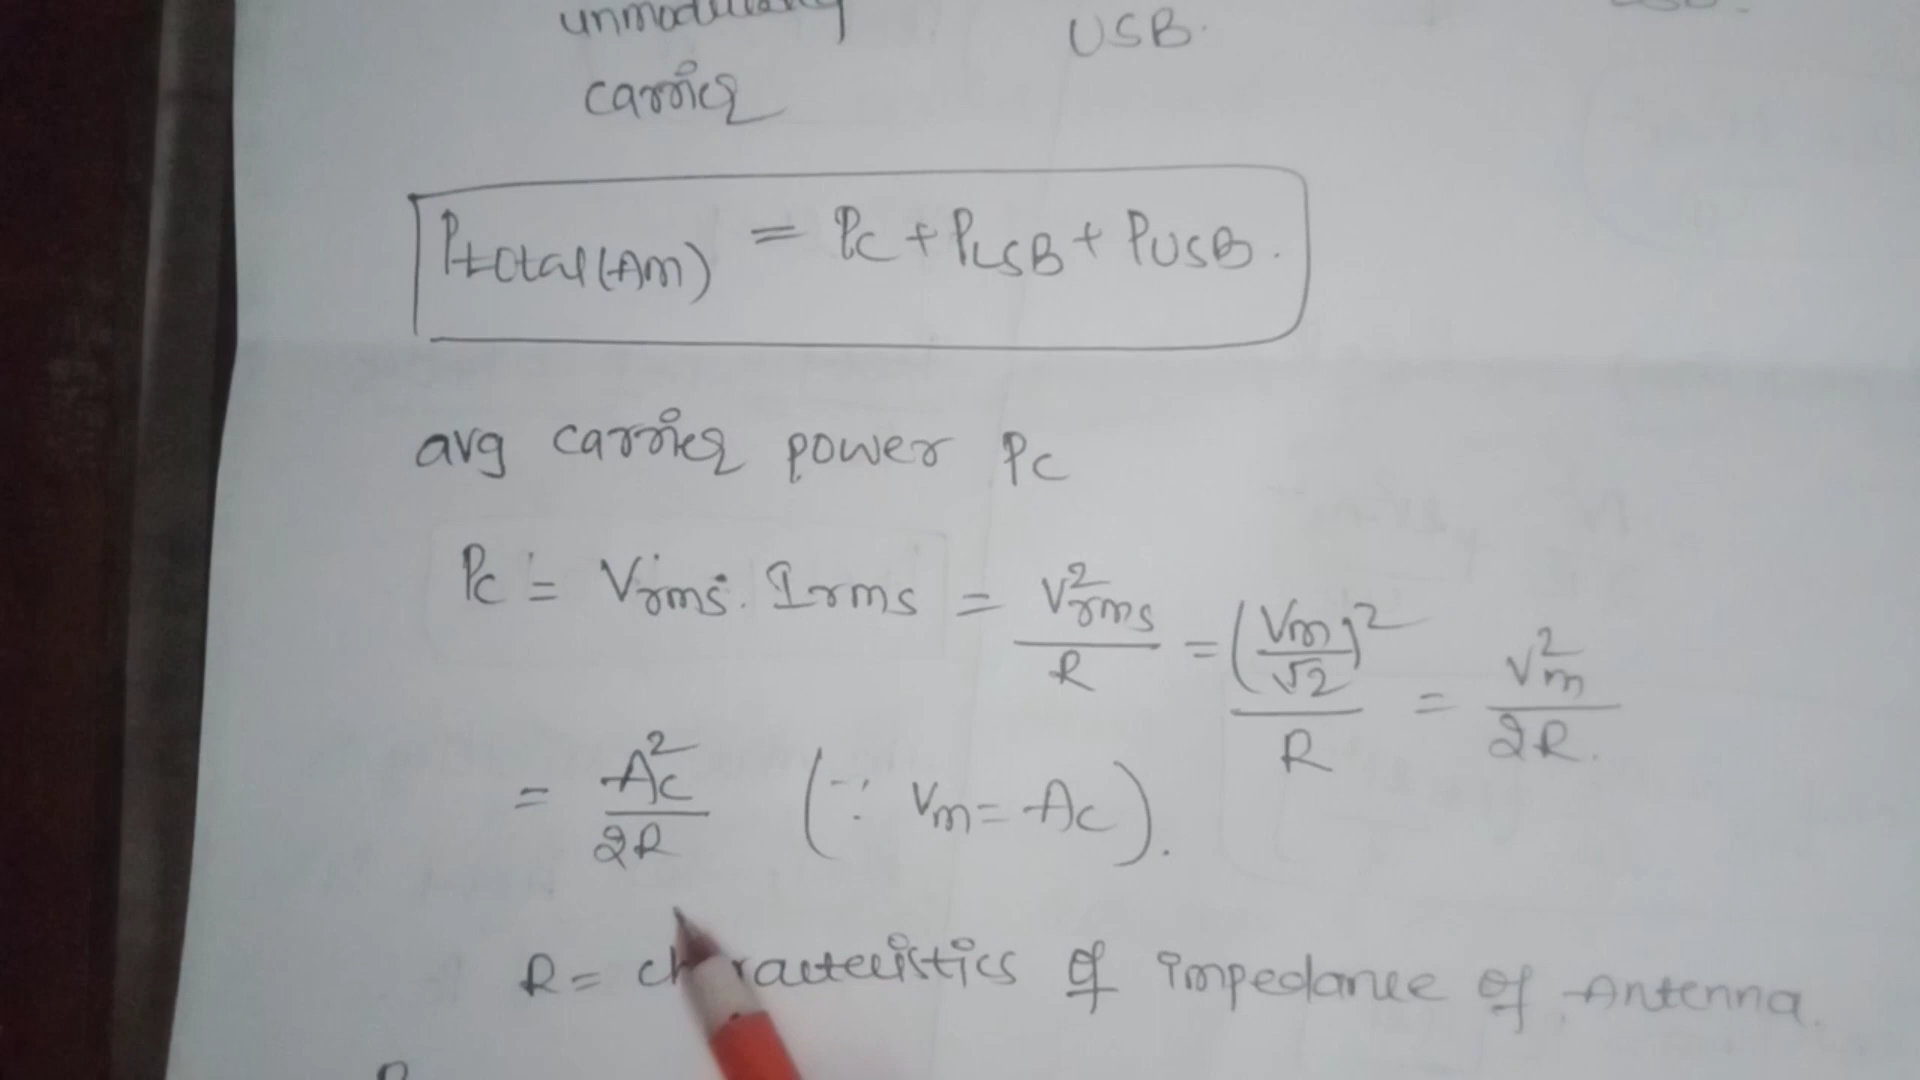 USB.
carrier
Ptotal(AM) = Pc + PLSB + PUSB.
avg carrier power Pc
Pc = Vrms. Irms = V²rms / R = (Vm/√2)² / R = V²m / 2R.
= A²c / 2R (∵ Vm = Ac).
R = characteristics of impedance of Antenna.